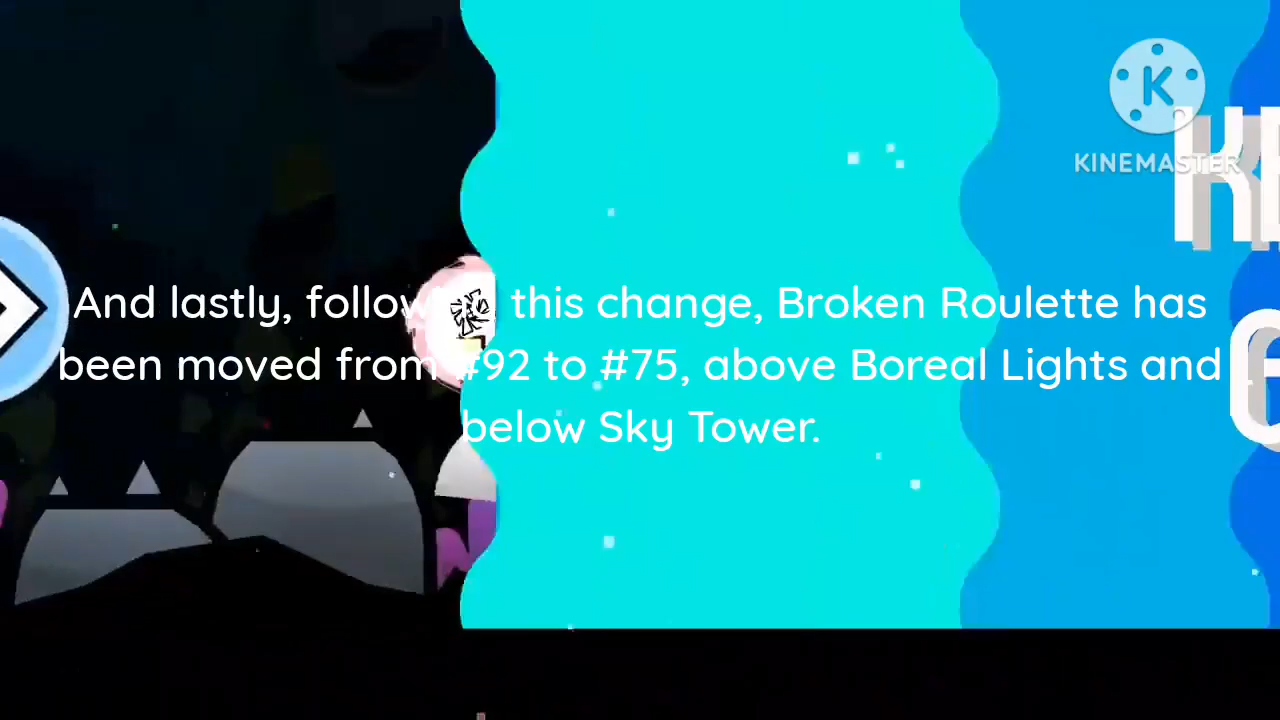 KINEMASTER
And lastly, following this change, Broken Roulette has
been moved from #92 to #75, above Boreal Lights and
below Sky Tower.